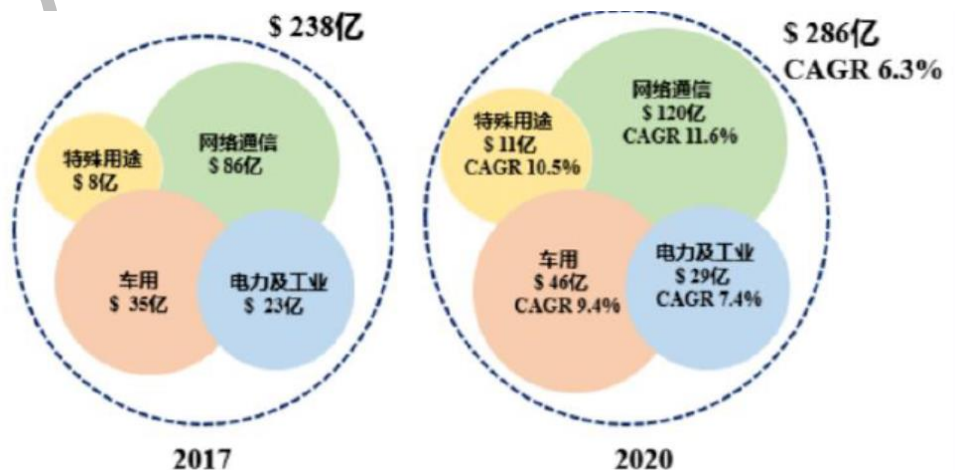 $ 238亿
特殊用途
$ 8亿
网络通信
$ 86亿
车用
$ 35亿
电力及工业
$ 23亿
2017
$ 286亿
CAGR 6.3%
特殊用途
$ 11亿
CAGR 10.5%
网络通信
$ 120亿
CAGR 11.6%
车用
$ 46亿
CAGR 9.4%
电力及工业
$ 29亿
CAGR 7.4%
2020